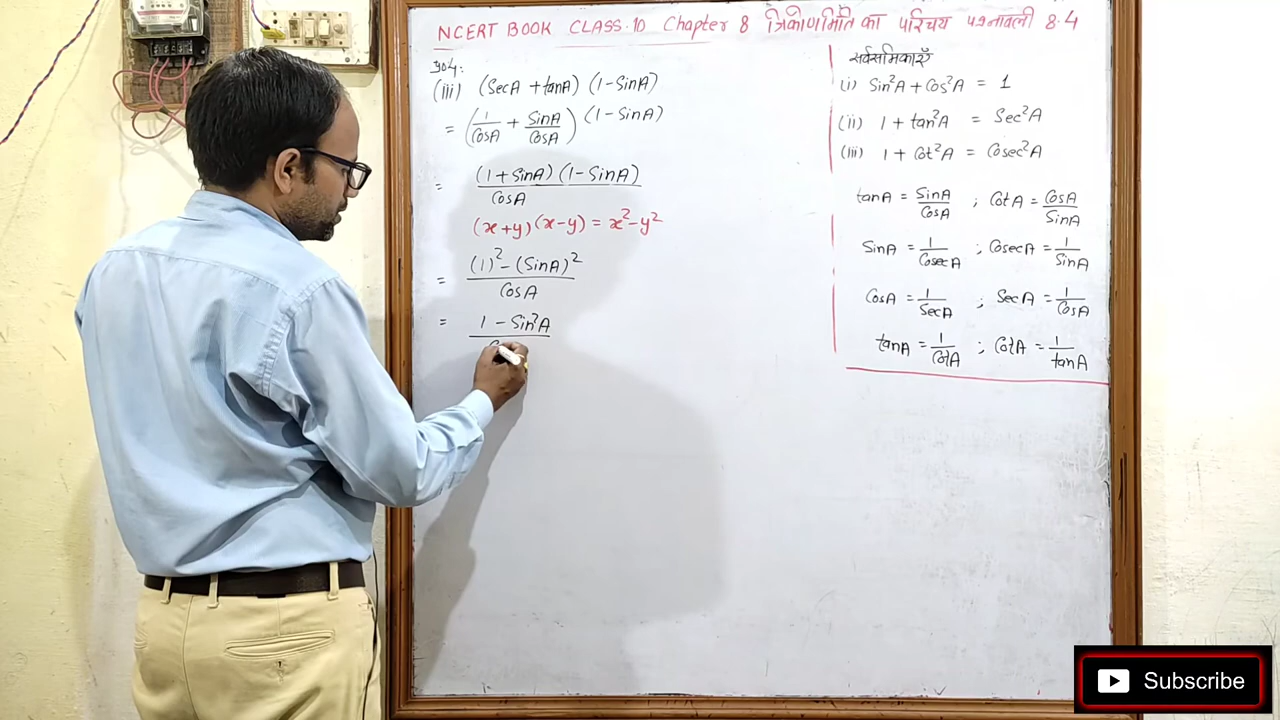 NCERT BOOK CLASS-10 Chapter 8 त्रिकोणमिति का परिचय प्रश्नावली 8.4
उ०4:
(iii) (SecA + tanA) (1-SinA)
= (1/CosA + SinA/CosA) (1-SinA)
= (1+SinA) (1-SinA) / CosA
(x+y)(x-y) = x²-y²
= (1)² - (SinA)² / CosA
= 1 - Sin²A
सर्वसमिकाएँ
(i) Sin²A + Cos²A = 1
(ii) 1 + tan²A = Sec²A
(iii) 1 + Cot²A = Cosec²A
tanA = SinA/CosA ; CotA = CosA/SinA
SinA = 1/CosecA ; CosecA = 1/SinA
CosA = 1/SecA ; SecA = 1/CosA
tanA = 1/CotA ; CotA = 1/tanA
Subscribe